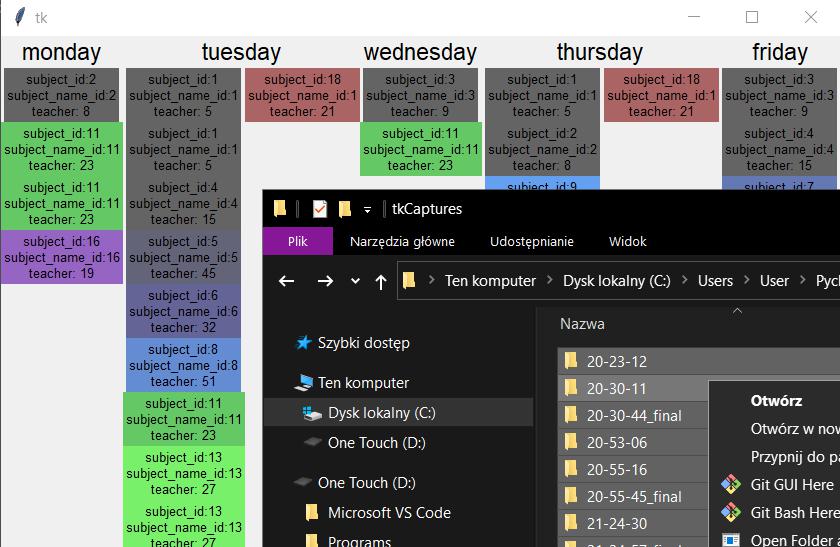 tk
monday tuesday wednesday thursday friday
subject_id:2
subject_name_id:2
teacher: 8
subject_id:11
subject_name_id:11
teacher: 23
subject_id:11
subject_name_id:11
teacher: 23
subject_id:16
subject_name_id:16
teacher: 19
subject_id:1
subject_name_id:1
teacher: 5
subject_id:1
subject_name_id:1
teacher: 5
subject_id:4
subject_name_id:4
teacher: 15
subject_id:5
subject_name_id:5
teacher: 45
subject_id:6
subject_name_id:6
teacher: 32
subject_id:8
subject_name_id:8
teacher: 51
subject_id:11
subject_name_id:11
teacher: 23
subject_id:13
subject_name_id:13
teacher: 27
subject_id:13
subject_name_id:13
teacher: 27
subject_id:18
subject_name_id:1
teacher: 21
subject_id:3
subject_name_id:3
teacher: 9
subject_id:11
subject_name_id:11
teacher: 23
subject_id:1
subject_name_id:1
teacher: 5
subject_id:2
subject_name_id:2
teacher: 8
subject_id:9
subject_id:18
subject_name_id:1
teacher: 21
subject_id:3
subject_name_id:3
teacher: 9
subject_id:4
subject_name_id:4
teacher: 15
subject_id:7
tkCaptures
Plik Narzędzia główne Udostępnianie Widok
Ten komputer Dysk lokalny (C:) Users User Pyc
Szybki dostęp
Ten komputer
Dysk lokalny (C:)
One Touch (D:)
One Touch (D:)
Microsoft VS Code
Programs
Nazwa
20-23-12
20-30-11
20-30-44_final
20-53-06
20-55-16
20-55-45_final
21-24-30
21-24-57_final
Otwórz
Otwórz w now
Przypnij do pa
Git GUI Here
Git Bash Here
Open Folder a